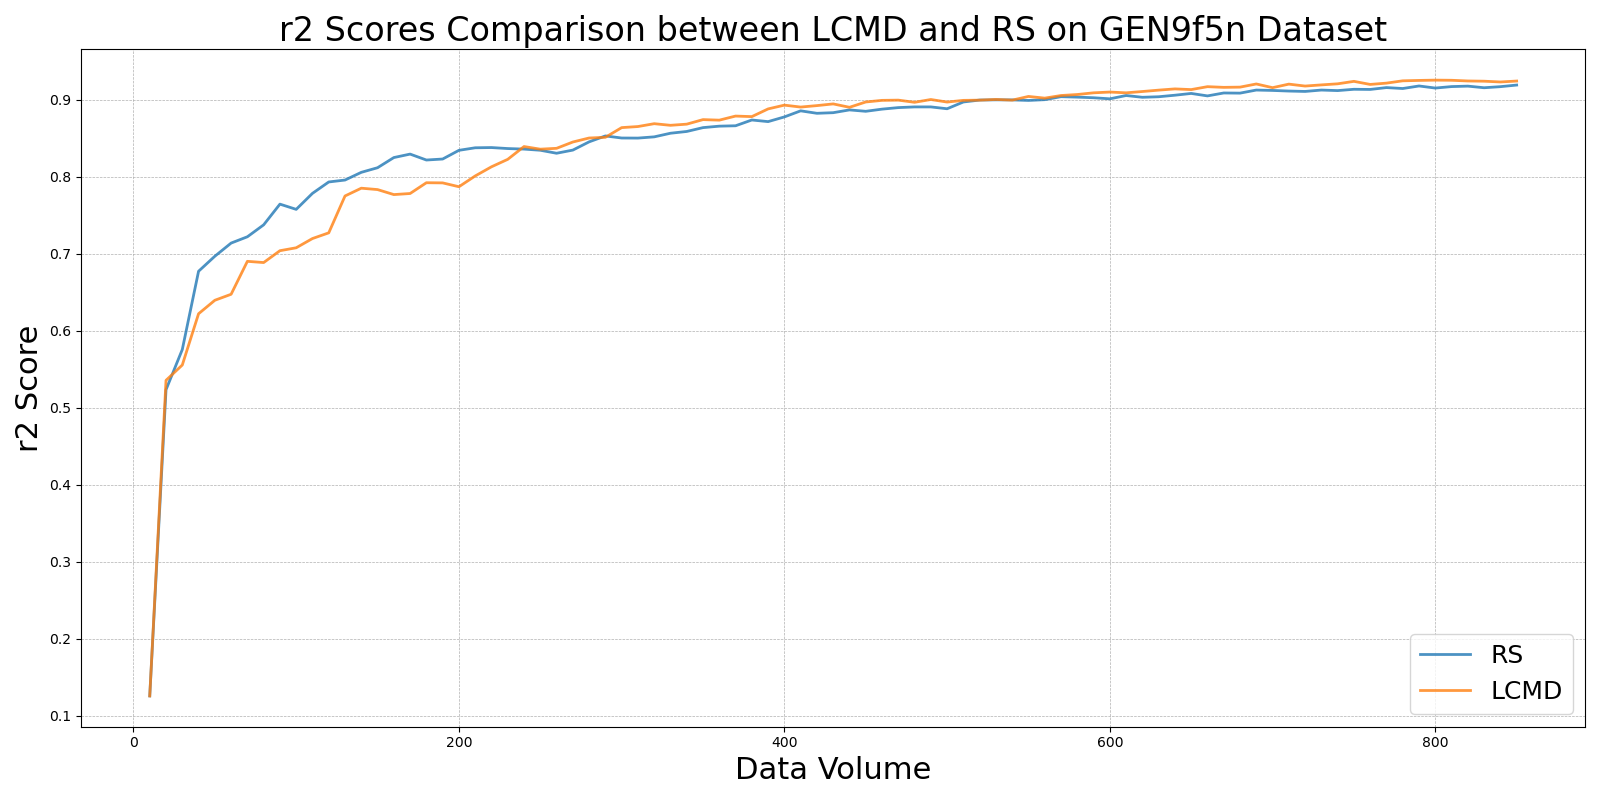 r2 Scores Comparison between LCMD and RS on GEN9f5n Dataset
r2 Score
0.9
0.8
0.7
0.6
0.5
0.4
0.3
0.2
0.1
0 200 400 600 800
Data Volume
RS
LCMD